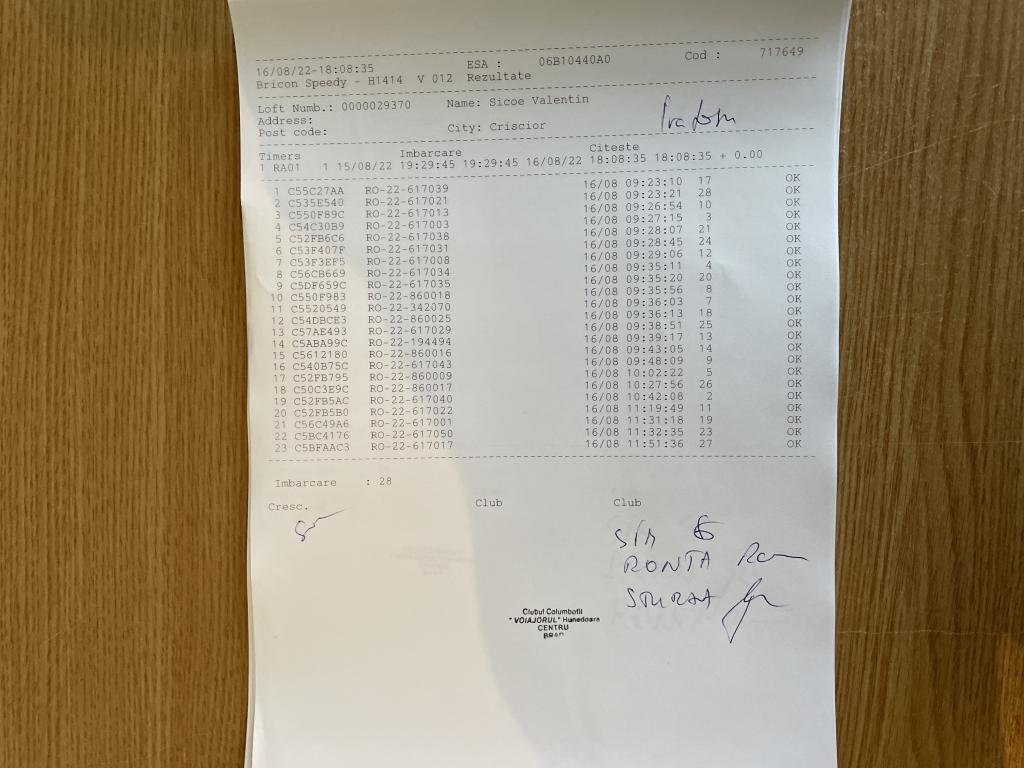 16/08/22-18:08:35 ESA : 06B10440A0 Cod : 717649
Bricon Speedy - H1414 V 012 Rezultate
Loft Numb.: 0000029370 Name: Sicoe Valentin
Address:
Post code: City: Criscior
Timers Imbarcare Citeste
1 RA01 1 15/08/22 19:29:45 19:29:45 16/08/22 18:08:35 18:08:35 + 0.00
1 C55C27AA RO-22-617039 16/08 09:23:10 17 OK
2 C535E540 RO-22-617021 16/08 09:23:21 28 OK
3 C550F89C RO-22-617013 16/08 09:26:54 10 OK
4 C54C30B9 RO-22-617003 16/08 09:27:15 3 OK
5 C52FB6C6 RO-22-617038 16/08 09:28:07 21 OK
6 C53F407F RO-22-617031 16/08 09:28:45 24 OK
7 C53F3EF5 RO-22-617008 16/08 09:29:06 12 OK
8 C56CB669 RO-22-617034 16/08 09:35:11 4 OK
9 C5DF659C RO-22-617035 16/08 09:35:20 20 OK
10 C550F983 RO-22-860018 16/08 09:35:56 8 OK
11 C5520549 RO-22-342070 16/08 09:36:03 7 OK
12 C54DBCE3 RO-22-860025 16/08 09:36:13 18 OK
13 C57AE493 RO-22-617029 16/08 09:38:51 25 OK
14 C5ABA99C RO-22-194494 16/08 09:39:17 13 OK
15 C5612180 RO-22-860016 16/08 09:43:05 14 OK
16 C540B75C RO-22-617043 16/08 09:48:09 9 OK
17 C52FB795 RO-22-860009 16/08 10:02:22 5 OK
18 C50C3E9C RO-22-860017 16/08 10:27:56 26 OK
19 C52FB5AC RO-22-617040 16/08 10:42:08 2 OK
20 C52FB5B0 RO-22-617022 16/08 11:19:49 11 OK
21 C56C49A6 RO-22-617001 16/08 11:31:18 19 OK
22 C5BC4176 RO-22-617050 16/08 11:32:35 23 OK
23 C5BFAAC3 RO-22-617017 16/08 11:51:36 27 OK
Imbarcare : 28
Cresc. Club Club
RONTA
Clubul Columbofil
"VOIAJORUL" Hunedoara
CENTRU
BRAD